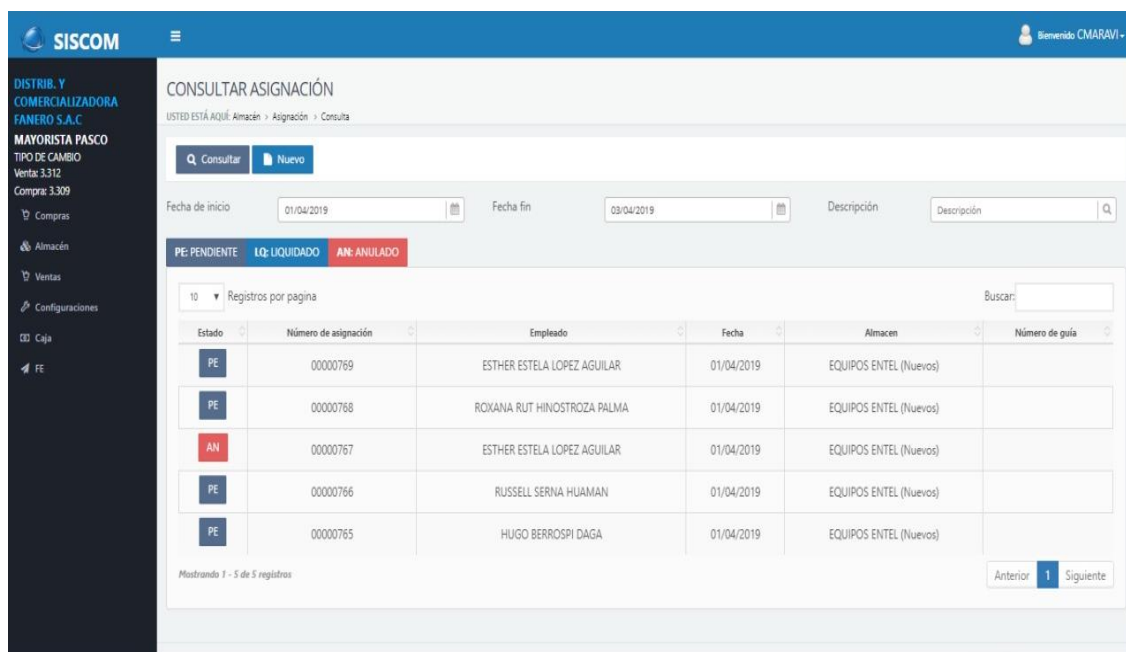 SISCOM
Bienvenido CMARAVI
DISTRIB. Y
COMERCIALIZADORA
FANERO S.A.C
MAYORISTA PASCO
TIPO DE CAMBIO
Venta: 3.312
Compra: 3.309
Compras
Almacén
Ventas
Configuraciones
Caja
FE
CONSULTAR ASIGNACIÓN
USTED ESTÁ AQUÍ: Almacén > Asignación > Consulta
Consultar Nuevo
Fecha de inicio 01/04/2019 Fecha fin 03/04/2019 Descripción Descripción
PE: PENDIENTE LQ: LIQUIDADO AN: ANULADO
10 Registros por pagina Buscar:
Estado Número de asignación Empleado Fecha Almacen Número de guía
PE 00000769 ESTHER ESTELA LOPEZ AGUILAR 01/04/2019 EQUIPOS ENTEL (Nuevos)
PE 00000768 ROXANA RUT HINOSTROZA PALMA 01/04/2019 EQUIPOS ENTEL (Nuevos)
AN 00000767 ESTHER ESTELA LOPEZ AGUILAR 01/04/2019 EQUIPOS ENTEL (Nuevos)
PE 00000766 RUSSELL SERNA HUAMAN 01/04/2019 EQUIPOS ENTEL (Nuevos)
PE 00000765 HUGO BERROSPI DAGA 01/04/2019 EQUIPOS ENTEL (Nuevos)
Mostrando 1 - 5 de 5 registros
Anterior 1 Siguiente